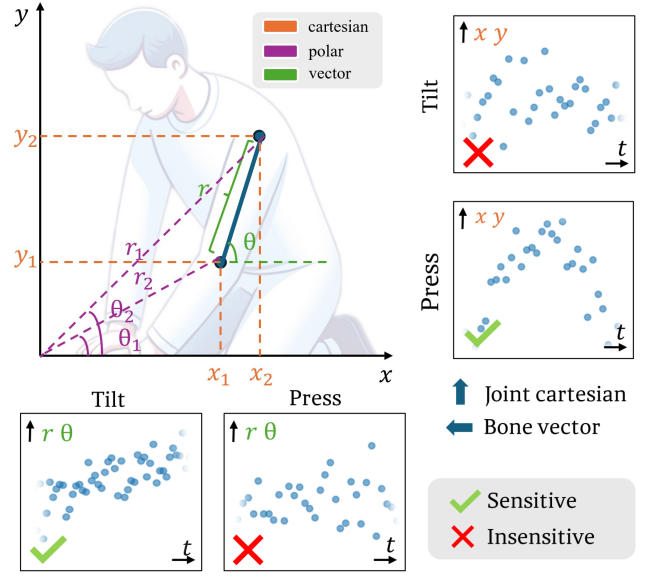 y
cartesian
polar
vector
y₂
y₁
r
θ
r₁
r₂
θ₂
θ₁
x₁
x₂
x
Tilt
x y
t
Press
x y
t
Joint cartesian
Bone vector
Tilt
r θ
t
Press
r θ
t
Sensitive
Insensitive